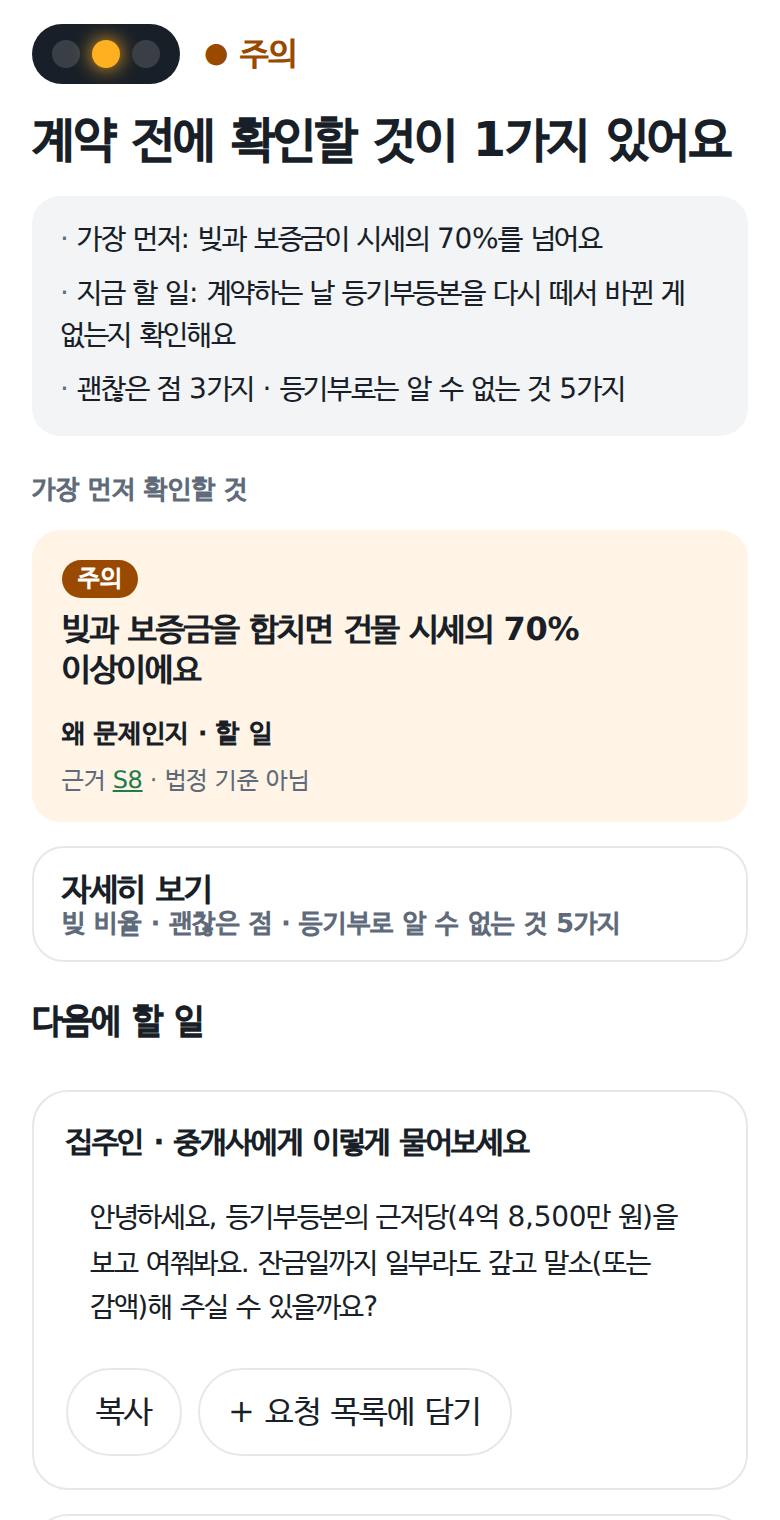 주의
계약 전에 확인할 것이 1가지 있어요
· 가장 먼저: 빚과 보증금이 시세의 70%를 넘어요
· 지금 할 일: 계약하는 날 등기부등본을 다시 떼서 바뀐 게
없는지 확인해요
· 괜찮은 점 3가지 · 등기부로는 알 수 없는 것 5가지
가장 먼저 확인할 것
주의
빚과 보증금을 합치면 건물 시세의 70%
이상이에요
왜 문제인지 · 할 일
근거 S8 · 법정 기준 아님
자세히 보기
빚 비율 · 괜찮은 점 · 등기부로 알 수 없는 것 5가지
다음에 할 일
집주인 · 중개사에게 이렇게 물어보세요
안녕하세요, 등기부등본의 근저당(4억 8,500만 원)을
보고 여쭤봐요. 잔금일까지 일부라도 갚고 말소(또는
감액)해 주실 수 있을까요?
복사
+ 요청 목록에 담기